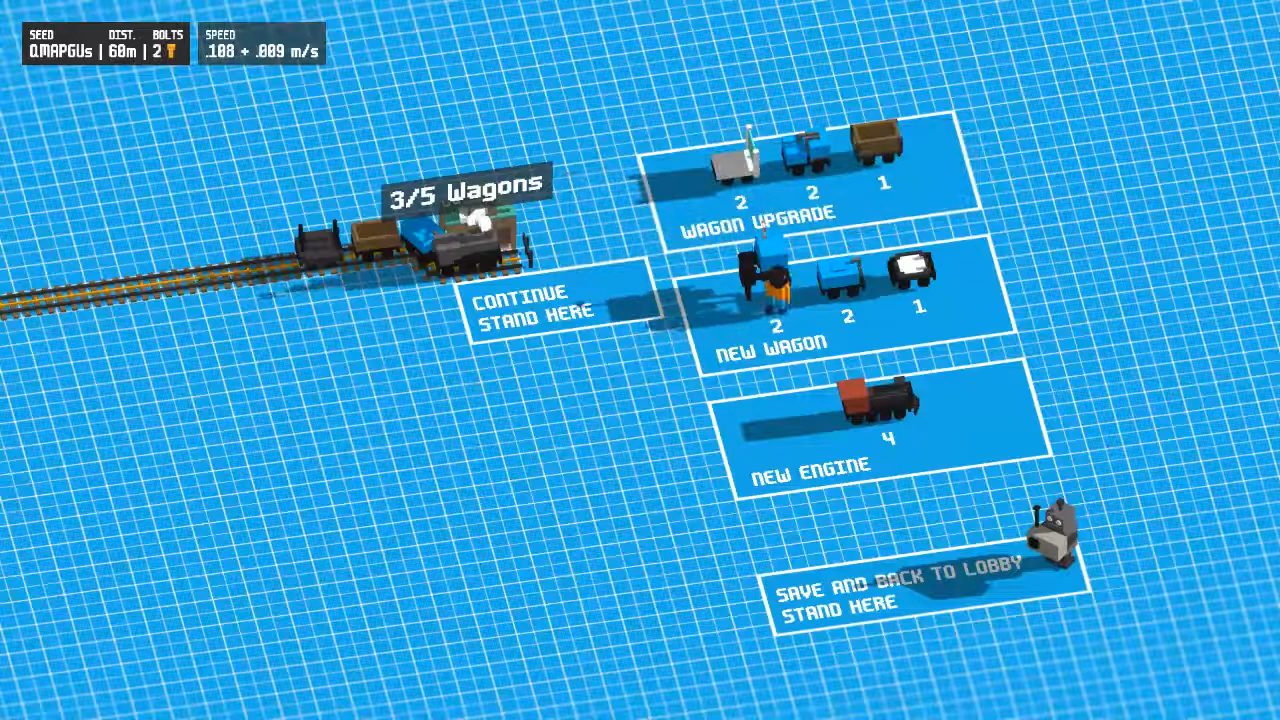 SEED DIST. BOLTS
QMAPGUs | 60m | 2
SPEED
.108 + .009 m/s
3/5 Wagons
CONTINUE
STAND HERE
2 2 1
WAGON UPGRADE
2 2 1
NEW WAGON
4
NEW ENGINE
SAVE AND BACK TO LOBBY
STAND HERE